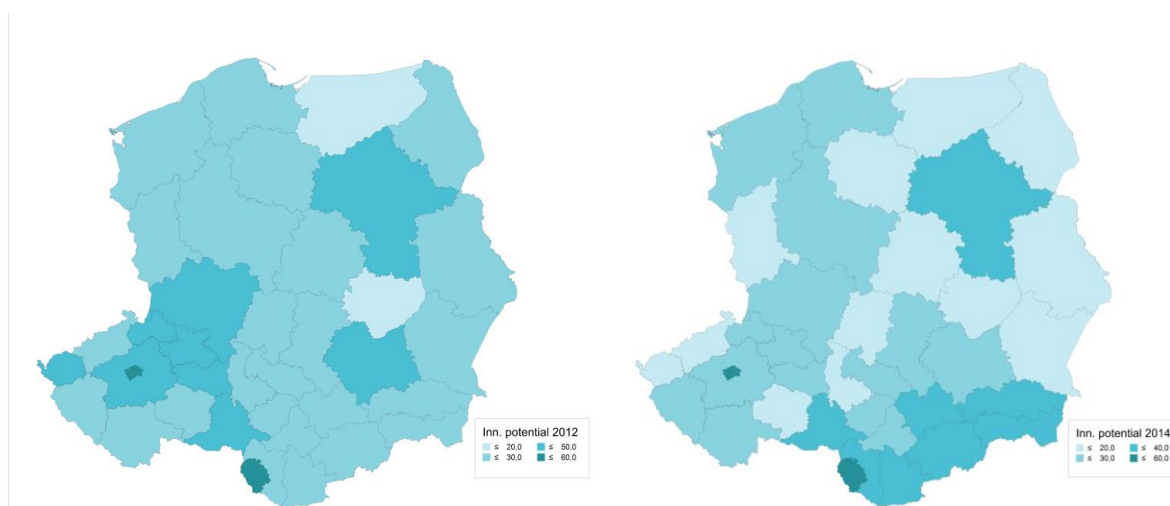 Inn. potential 2012
≤ 20,0 ≤ 50,0
≤ 30,0 ≤ 60,0
Inn. potential 2014
≤ 20,0 ≤ 40,0
≤ 30,0 ≤ 60,0